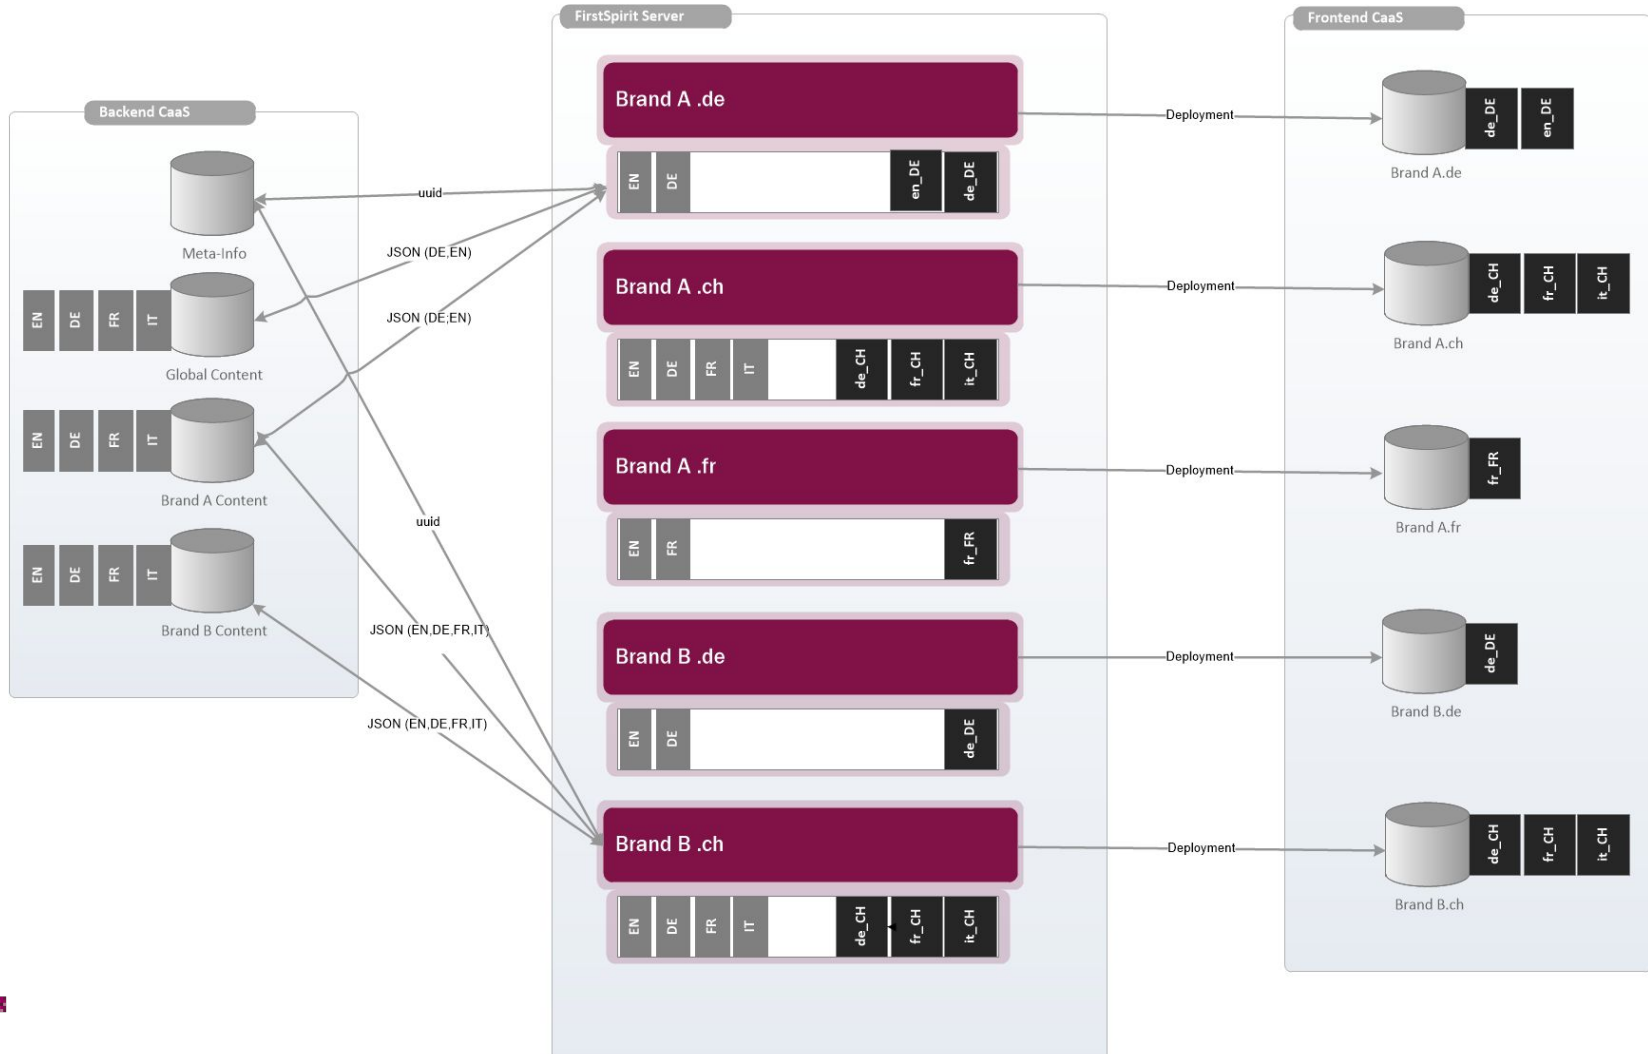 Backend CaaS
Meta-Info
EN
DE
FR
IT
Global Content
EN
DE
FR
IT
Brand A Content
EN
DE
FR
IT
Brand B Content
uuid
JSON (DE,EN)
JSON (DE,EN)
uuid
JSON (EN,DE,FR,IT)
JSON (EN,DE,FR,IT)
FirstSpirit Server
Brand A .de
EN
DE
en_DE
de_DE
Brand A .ch
EN
DE
FR
IT
de_CH
fr_CH
it_CH
Brand A .fr
EN
FR
fr_FR
Brand B .de
EN
DE
de_DE
Brand B .ch
EN
DE
FR
IT
de_CH
fr_CH
it_CH
Deployment
Deployment
Deployment
Deployment
Deployment
Frontend CaaS
de_DE
en_DE
Brand A.de
de_CH
fr_CH
it_CH
Brand A.ch
fr_FR
Brand A.fr
de_DE
Brand B.de
de_CH
fr_CH
it_CH
Brand B.ch